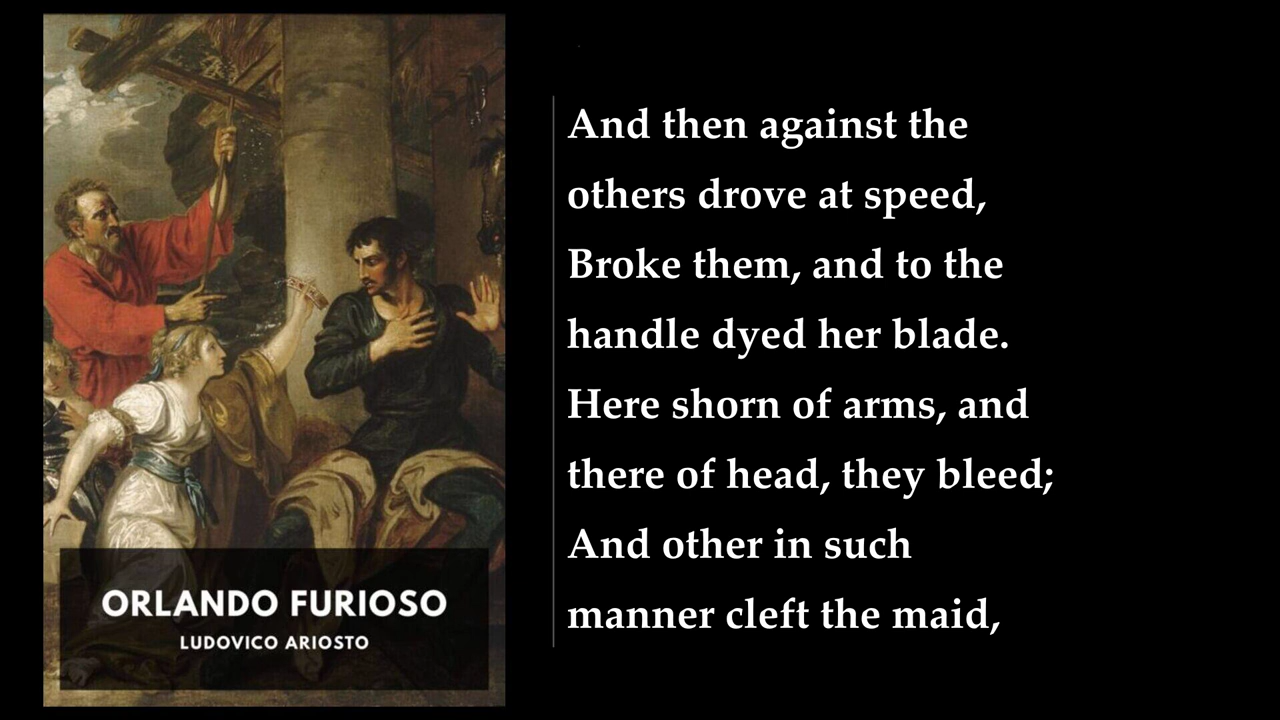 ORLANDO FURIOSO
LUDOVICO ARIOSTO
And then against the
others drove at speed,
Broke them, and to the
handle dyed her blade.
Here shorn of arms, and
there of head, they bleed;
And other in such
manner cleft the maid,